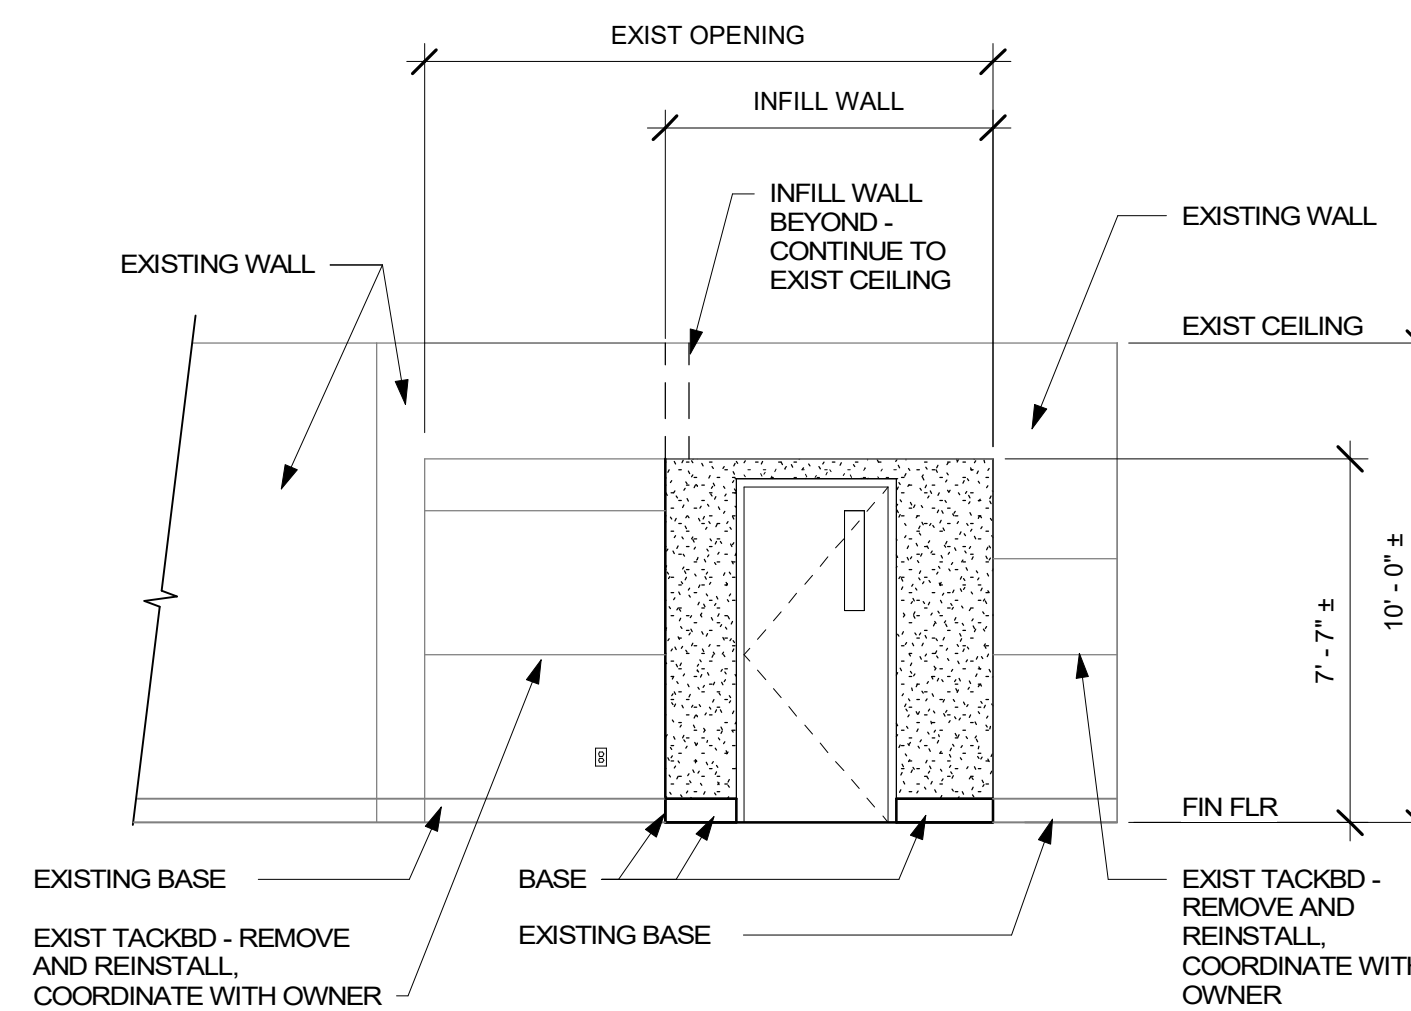 EXIST OPENING
INFILL WALL
INFILL WALL
BEYOND -
CONTINUE TO
EXIST CEILING
EXISTING WALL
EXISTING WALL
EXIST CEILING
10' - 0" ±
7' - 7" ±
FIN FLR
EXISTING BASE
EXIST TACKBD - REMOVE
AND REINSTALL,
COORDINATE WITH OWNER
BASE
EXISTING BASE
EXIST TACKBD -
REMOVE AND
REINSTALL,
COORDINATE WITH
OWNER